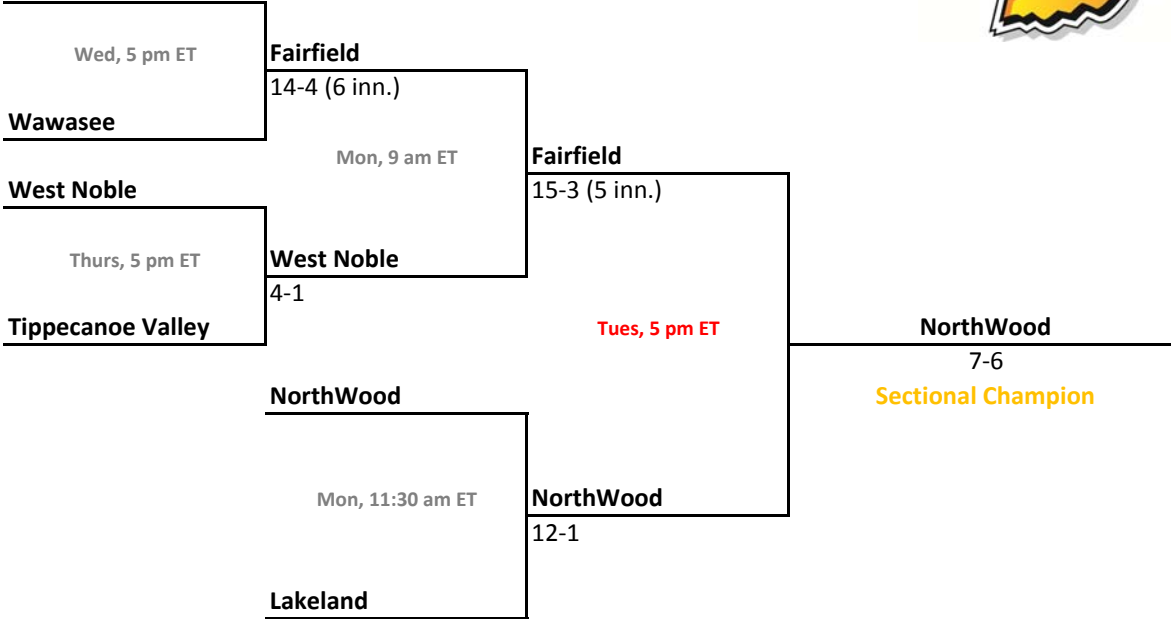 Wed, 5 pm ET
Fairfield
14-4 (6 inn.)
Wawasee
Mon, 9 am ET
Fairfield
15-3 (5 inn.)
West Noble
Thurs, 5 pm ET
West Noble
4-1
Tippecanoe Valley
Tues, 5 pm ET
NorthWood
7-6
Sectional Champion
NorthWood
Mon, 11:30 am ET
NorthWood
12-1
Lakeland